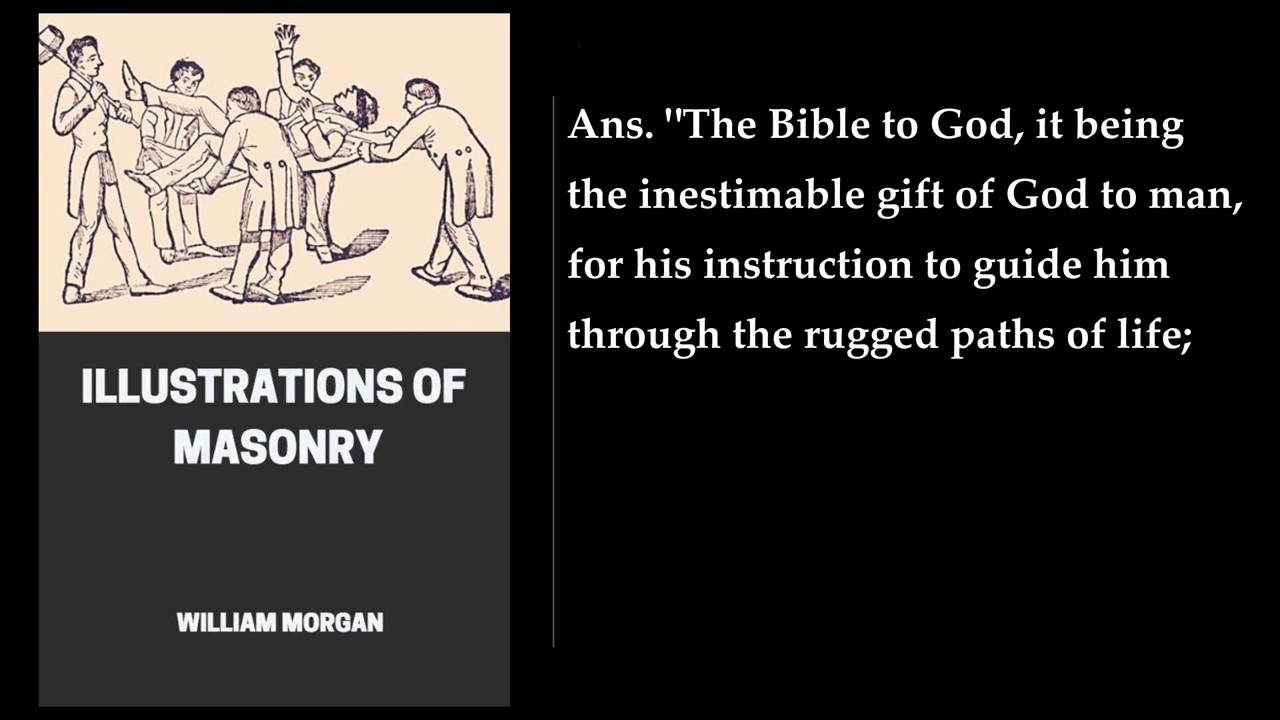 ILLUSTRATIONS OF
MASONRY
WILLIAM MORGAN
Ans. "The Bible to God, it being
the inestimable gift of God to man,
for his instruction to guide him
through the rugged paths of life;